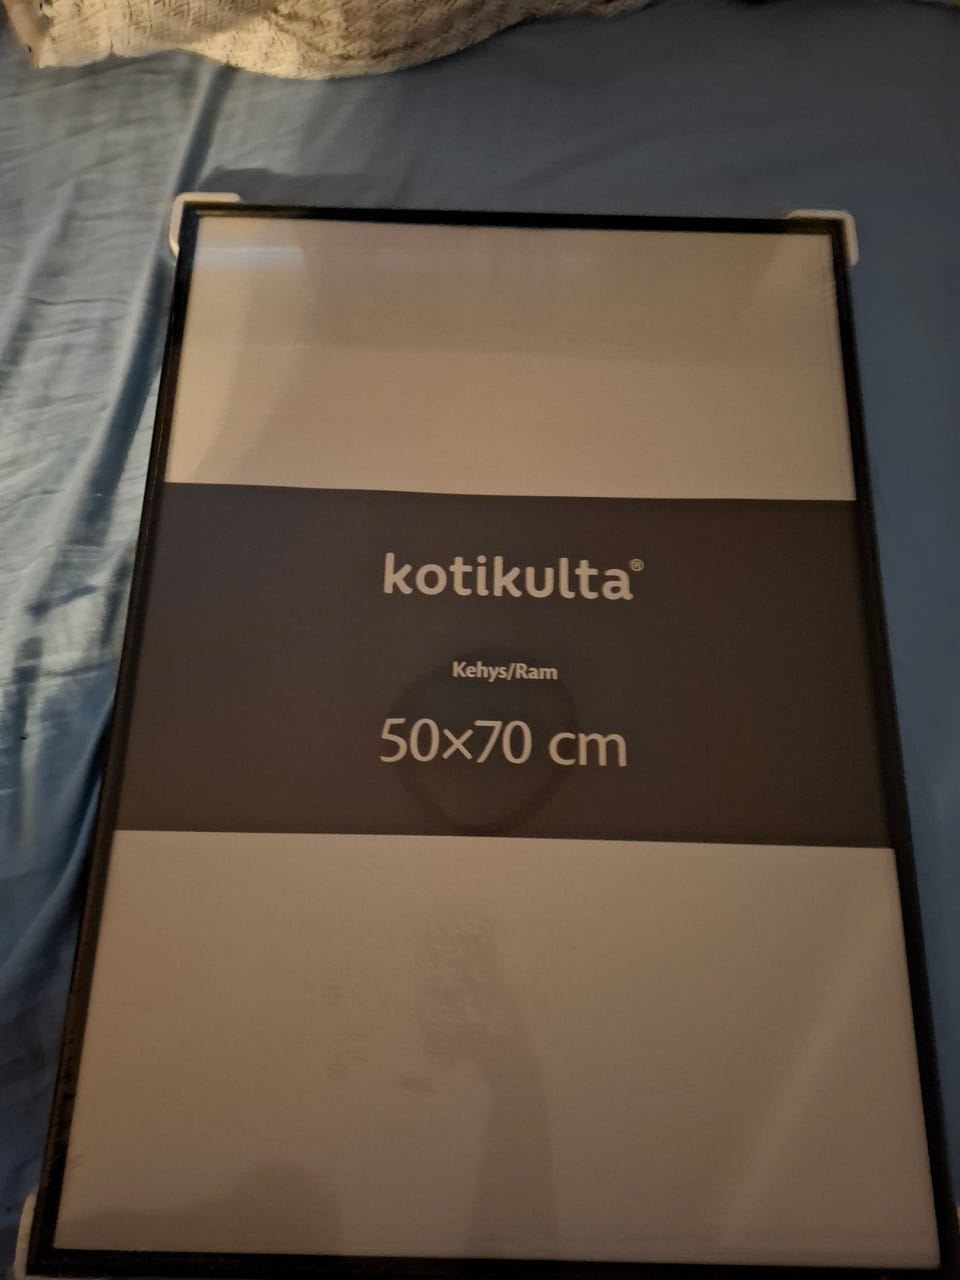 kotikulta®
Kehys/Ram
50×70 cm